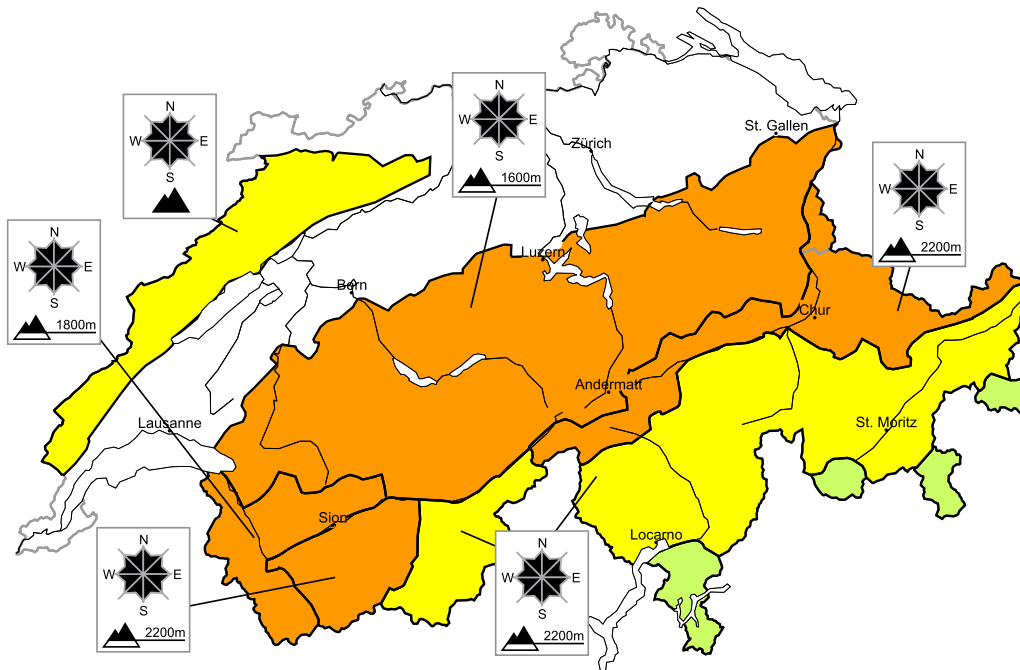 St. Gallen
N
W E
S
N
W E
S
1600m
Zürich
N
W E
S
2200m
N
W E
S
1800m
Luzern
Bern
Chur
Andermatt
St. Moritz
Lausanne
Sion
Locarno
N
W E
S
2200m
N
W E
S
2200m